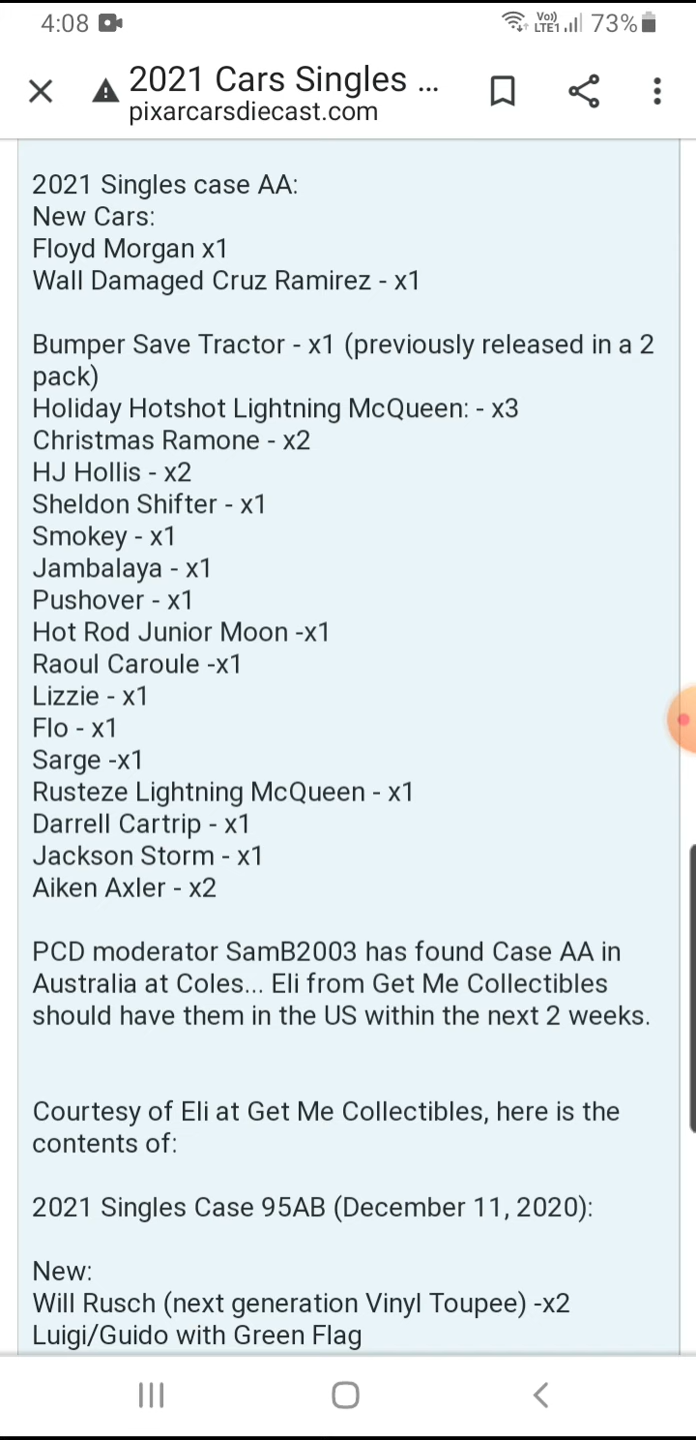 4:08
Vo)) LTE1 73%
2021 Cars Singles ...
pixarcarsdiecast.com
2021 Singles case AA:
New Cars:
Floyd Morgan x1
Wall Damaged Cruz Ramirez - x1
Bumper Save Tractor - x1 (previously released in a 2
pack)
Holiday Hotshot Lightning McQueen: - x3
Christmas Ramone - x2
HJ Hollis - x2
Sheldon Shifter - x1
Smokey - x1
Jambalaya - x1
Pushover - x1
Hot Rod Junior Moon -x1
Raoul Caroule -x1
Lizzie - x1
Flo - x1
Sarge -x1
Rusteze Lightning McQueen - x1
Darrell Cartrip - x1
Jackson Storm - x1
Aiken Axler - x2
PCD moderator SamB2003 has found Case AA in
Australia at Coles... Eli from Get Me Collectibles
should have them in the US within the next 2 weeks.
Courtesy of Eli at Get Me Collectibles, here is the
contents of:
2021 Singles Case 95AB (December 11, 2020):
New:
Will Rusch (next generation Vinyl Toupee) -x2
Luigi/Guido with Green Flag